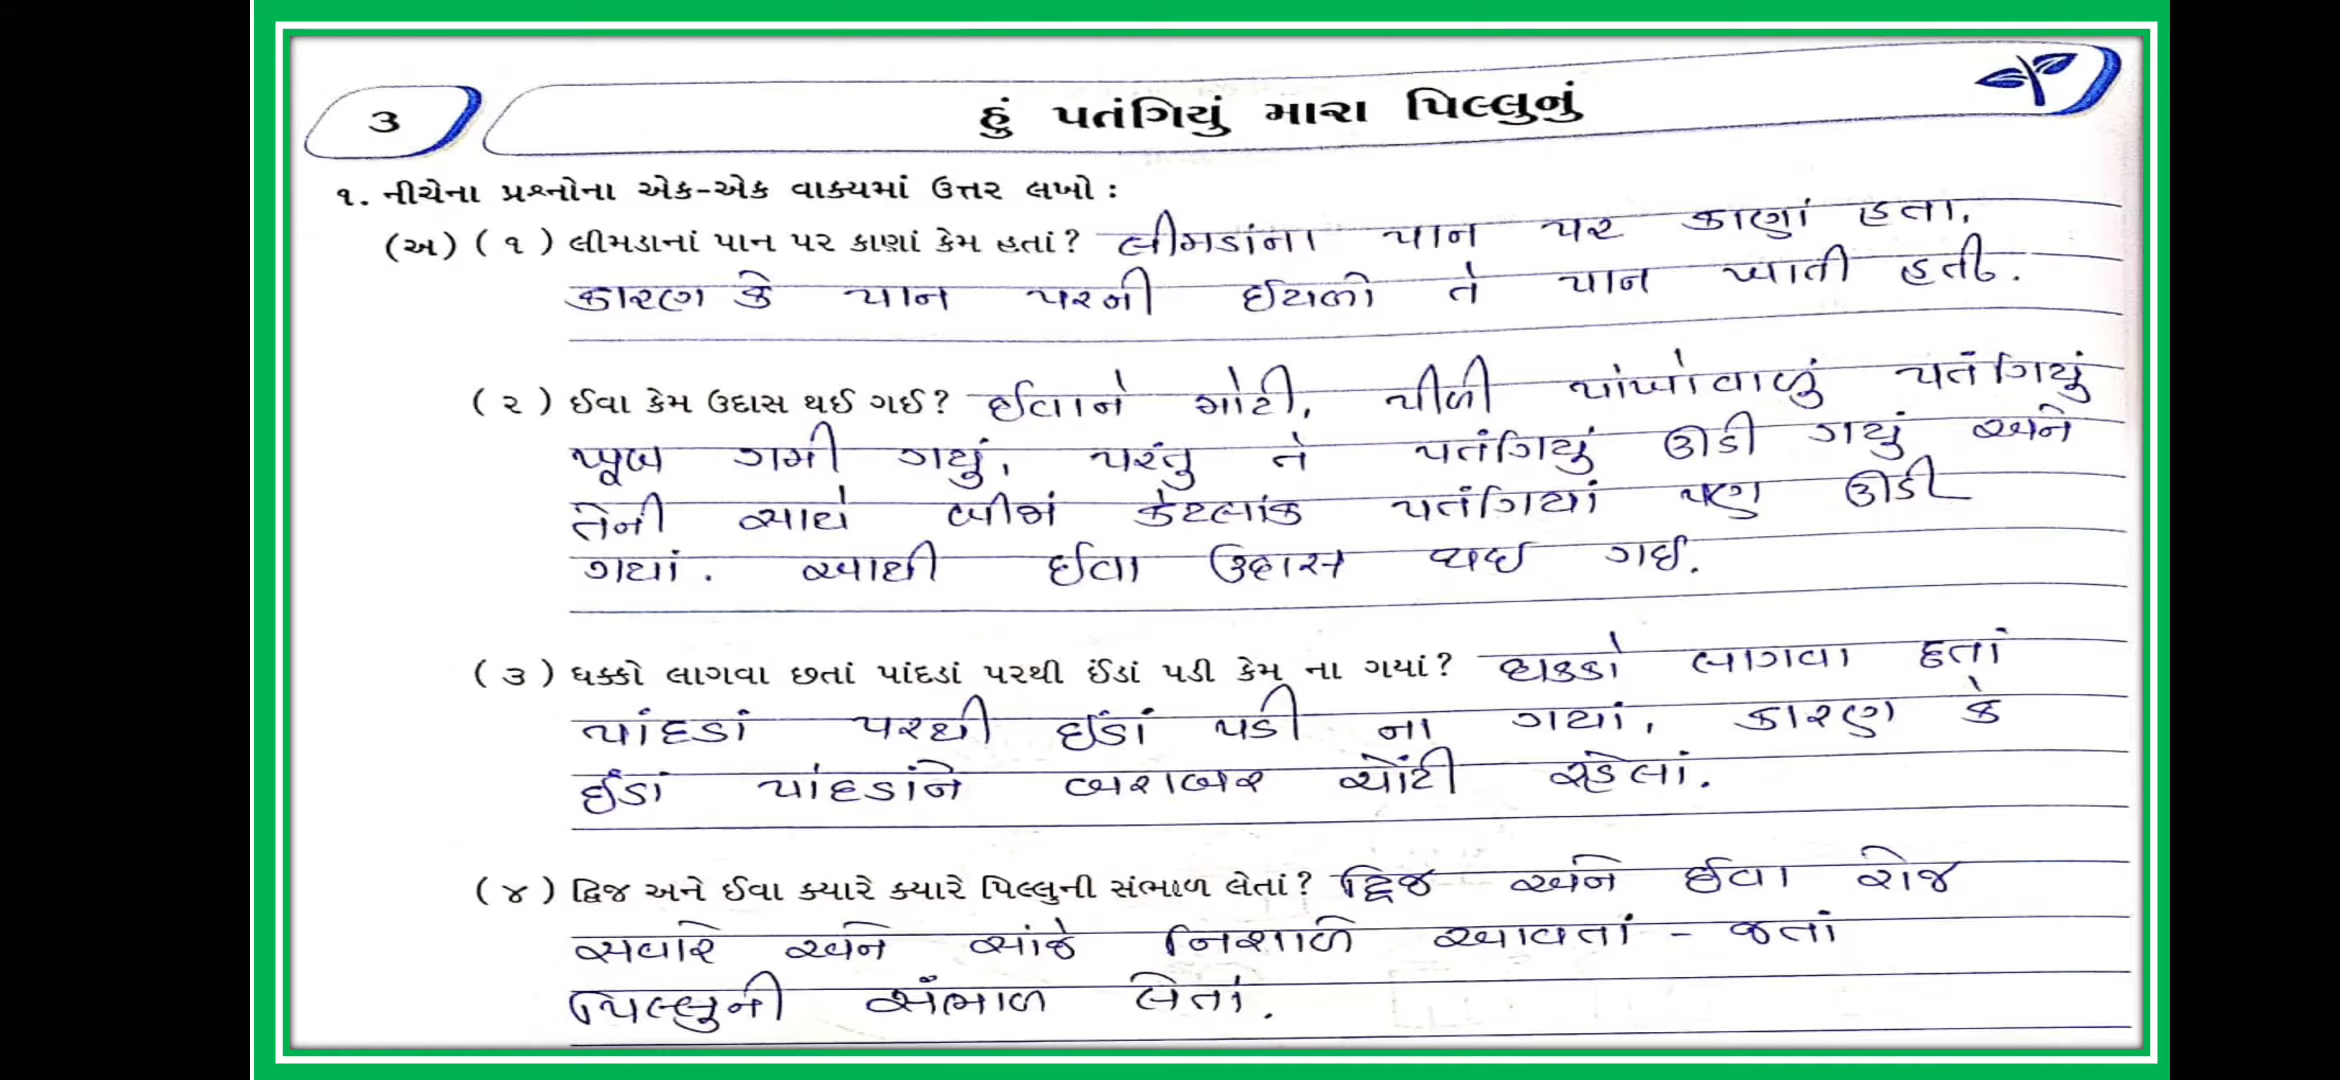 ૩
હું પતંગિયું મારા પિલ્લુનું
૧. નીચેના પ્રશ્નોના એક-એક વાક્યમાં ઉત્તર લખો :
(અ) (૧) લીમડાનાં પાન પર કાણાં કેમ હતાં? લીમડાંના પાન પર કાણાં હતા,
કારણ કે પાન પરની ઈયળો તે પાન ખાતી હતી.
(૨) ઈવા કેમ ઉદાસ થઈ ગઈ? ઈવાને મોટી, પીળી પાંખોવાળું પતંગિયું
ખૂબ ગમી ગયું, પરંતુ તે પતંગિયું ઊડી ગયું અને
તેની સાથે બીજાં કેટલાંક પતંગિયાં પણ ઊડી
ગયાં. આથી ઈવા ઉદાસ થઈ ગઈ.
(૩) ધક્કો લાગવા છતાં પાંદડાં પરથી ઈંડાં પડી કેમ ના ગયાં? ધક્કો લાગવા છતાં
પાંદડાં પરથી ઈંડાં પડી ના ગયાં, કારણ કે
ઈંડાં પાંદડાંને બરાબર ચોંટી રહેલાં.
(૪) દ્વિજ અને ઈવા ક્યારે ક્યારે પિલ્લુની સંભાળ લેતાં? દ્વિજ અને ઈવા રોજ
સવારે અને સાંજે નિશાળે આવતાં - જતાં
પિલ્લુની સંભાળ લેતાં.